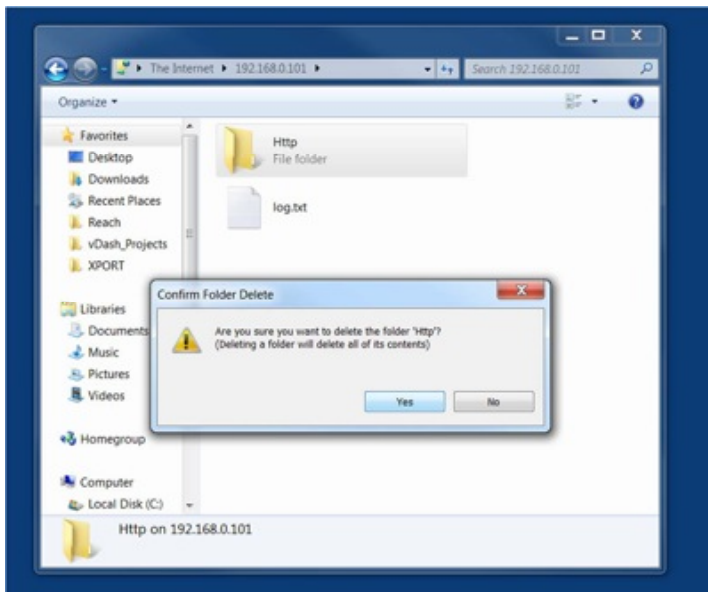 The Internet ▸ 192.168.0.101 ▸
Search 192.168.0.101
Organize
Favorites
Desktop
Downloads
Recent Places
Reach
vDash_Projects
XPORT
Libraries
Documents
Music
Pictures
Videos
Homegroup
Computer
Local Disk (C:)
Http
File folder
log.txt
Confirm Folder Delete
Are you sure you want to delete the folder 'Http'?
(Deleting a folder will delete all of its contents)
Yes
No
Http on 192.168.0.101